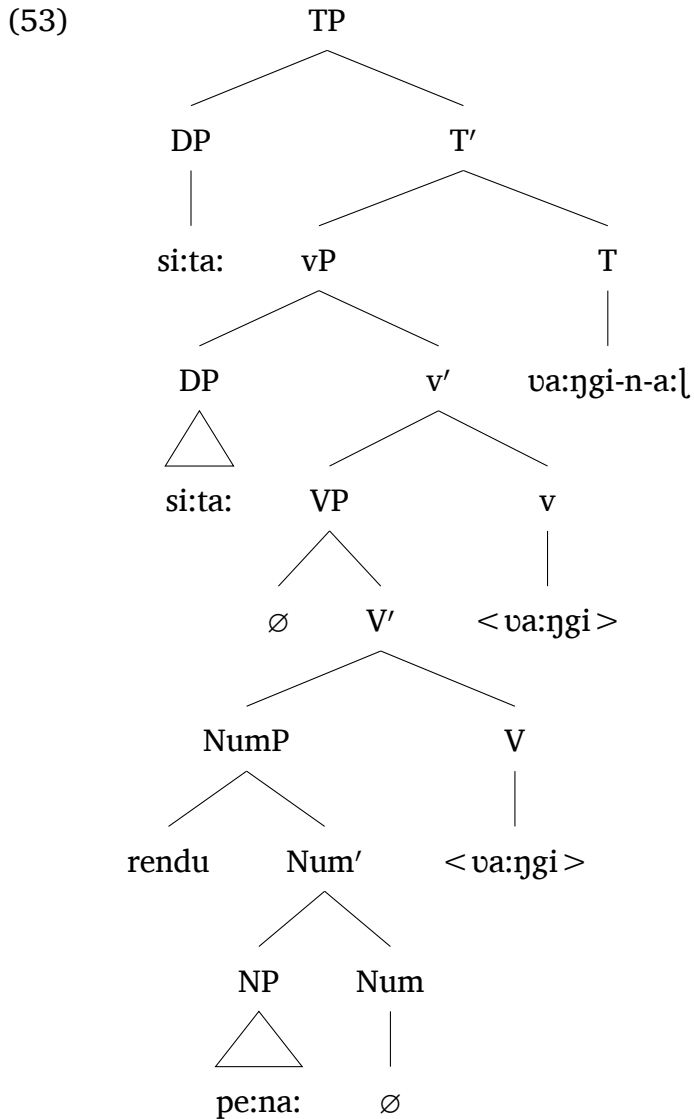 (53) TP
DP T′
si:ta: vP T
DP v′ ʋa:ŋgi-n-a:ɭ
si:ta: VP v
∅ V′ <ʋa:ŋgi>
NumP V
rendu Num′ <ʋa:ŋgi>
NP Num
pe:na: ∅